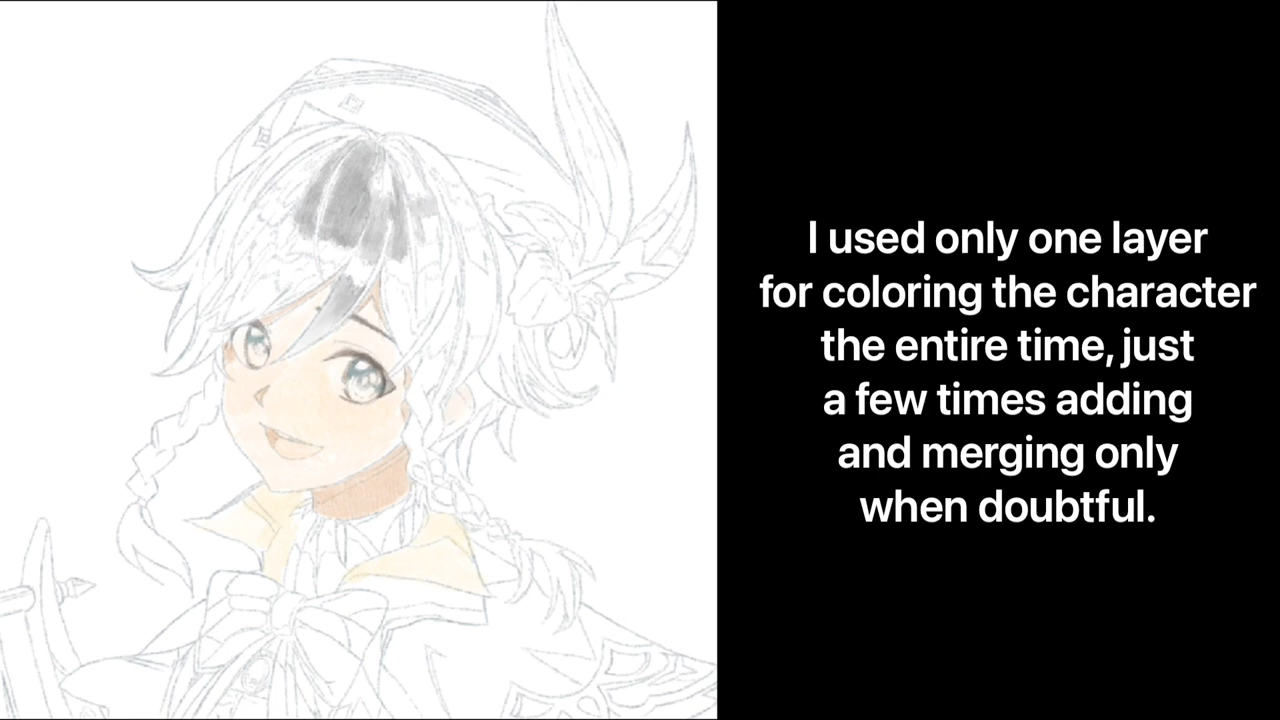 I used only one layer
for coloring the character
the entire time, just
a few times adding
and merging only
when doubtful.